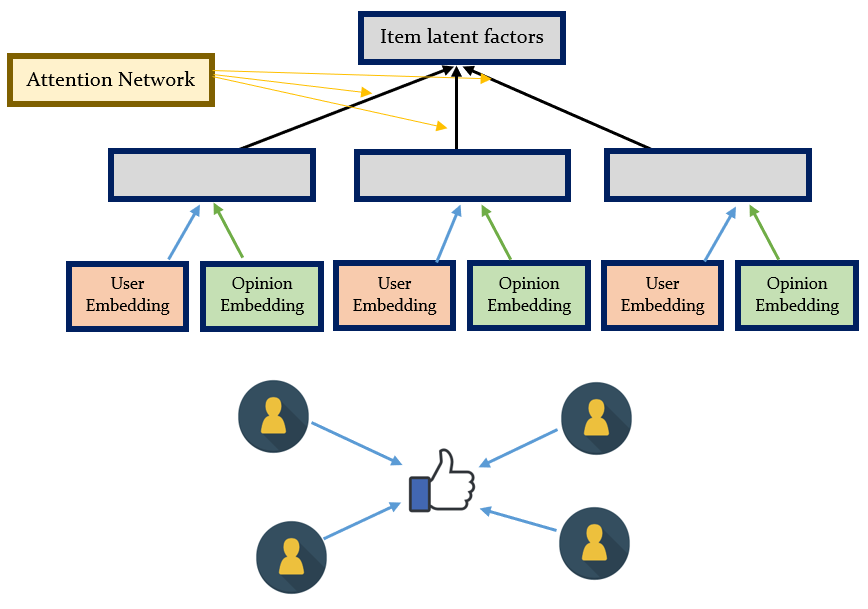 Item latent factors
Attention Network
User
Embedding
Opinion
Embedding
User
Embedding
Opinion
Embedding
User
Embedding
Opinion
Embedding